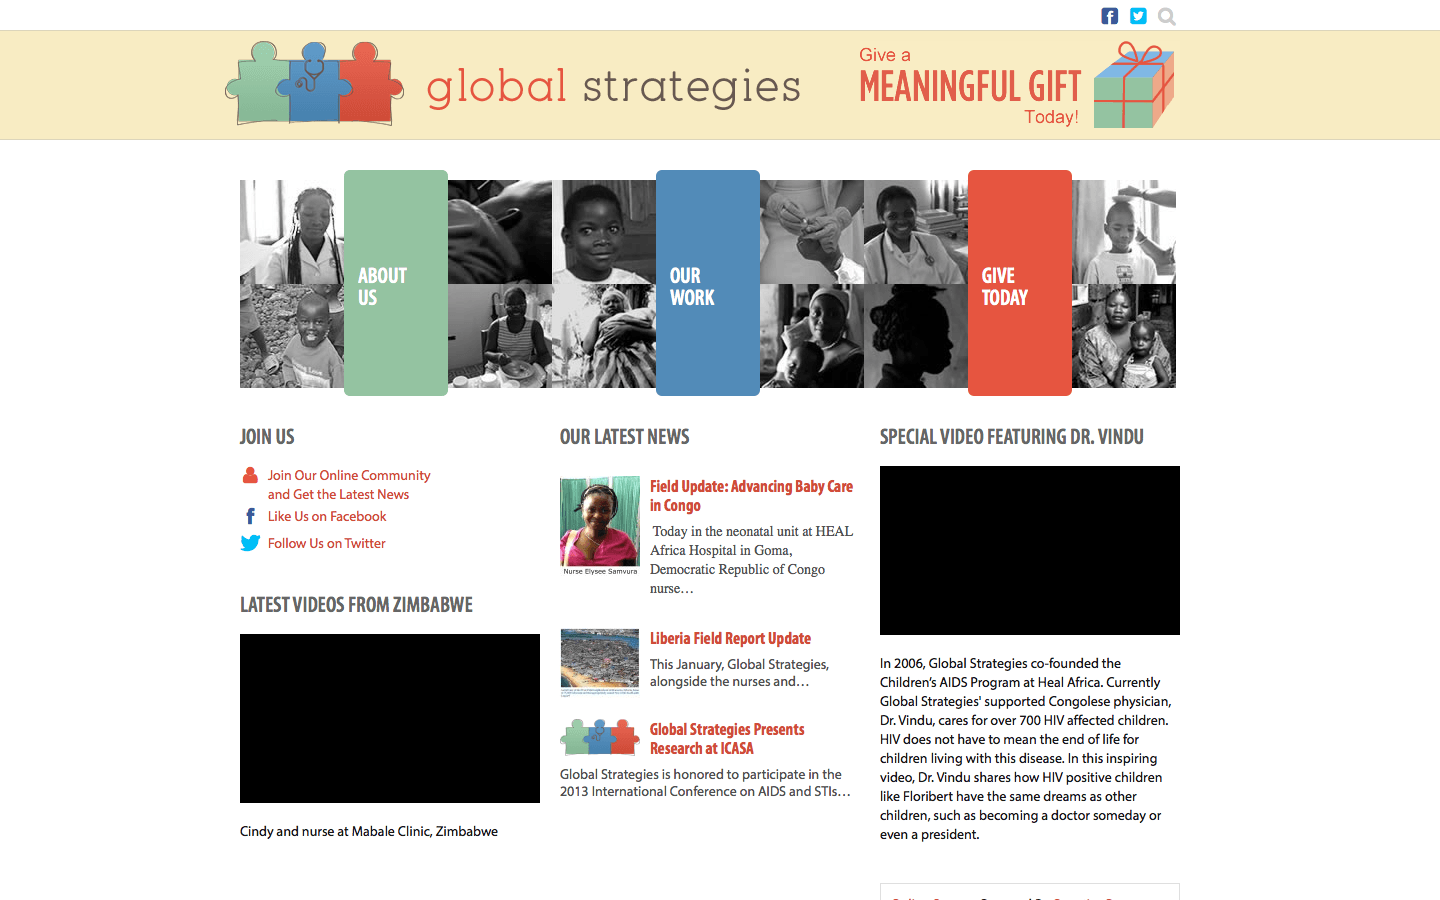 global strategies
Give a
MEANINGFUL GIFT
Today!
ABOUT
US
OUR
WORK
GIVE
TODAY
JOIN US
Join Our Online Community
and Get the Latest News
Like Us on Facebook
Follow Us on Twitter
LATEST VIDEOS FROM ZIMBABWE
Cindy and nurse at Mabale Clinic, Zimbabwe
OUR LATEST NEWS
Nurse Elysee Samvura
Field Update: Advancing Baby Care
in Congo
Today in the neonatal unit at HEAL
Africa Hospital in Goma,
Democratic Republic of Congo
nurse…
Liberia Field Report Update
This January, Global Strategies,
alongside the nurses and…
Global Strategies Presents
Research at ICASA
Global Strategies is honored to participate in the
2013 International Conference on AIDS and STIs…
SPECIAL VIDEO FEATURING DR. VINDU
In 2006, Global Strategies co-founded the
Children's AIDS Program at Heal Africa. Currently
Global Strategies' supported Congolese physician,
Dr. Vindu, cares for over 700 HIV affected children.
HIV does not have to mean the end of life for
children living with this disease. In this inspiring
video, Dr. Vindu shares how HIV positive children
like Floribert have the same dreams as other
children, such as becoming a doctor someday or
even a president.